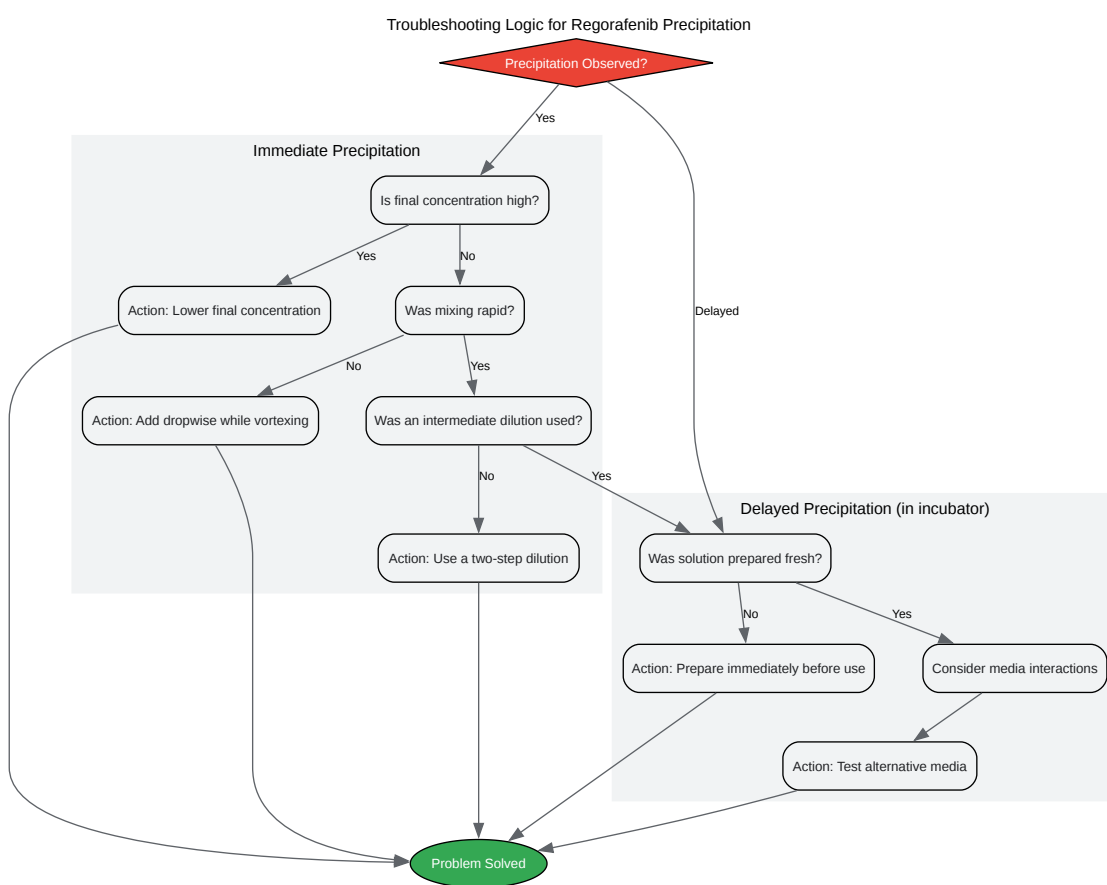 Troubleshooting Logic for Regorafenib Precipitation
Precipitation Observed?
Yes
Immediate Precipitation
Is final concentration high?
Yes
No
Action: Lower final concentration
Was mixing rapid?
Delayed
No
Yes
Action: Add dropwise while vortexing
Was an intermediate dilution used?
No
Yes
Delayed Precipitation (in incubator)
Action: Use a two-step dilution
Was solution prepared fresh?
No
Yes
Action: Prepare immediately before use
Consider media interactions
Action: Test alternative media
Problem Solved